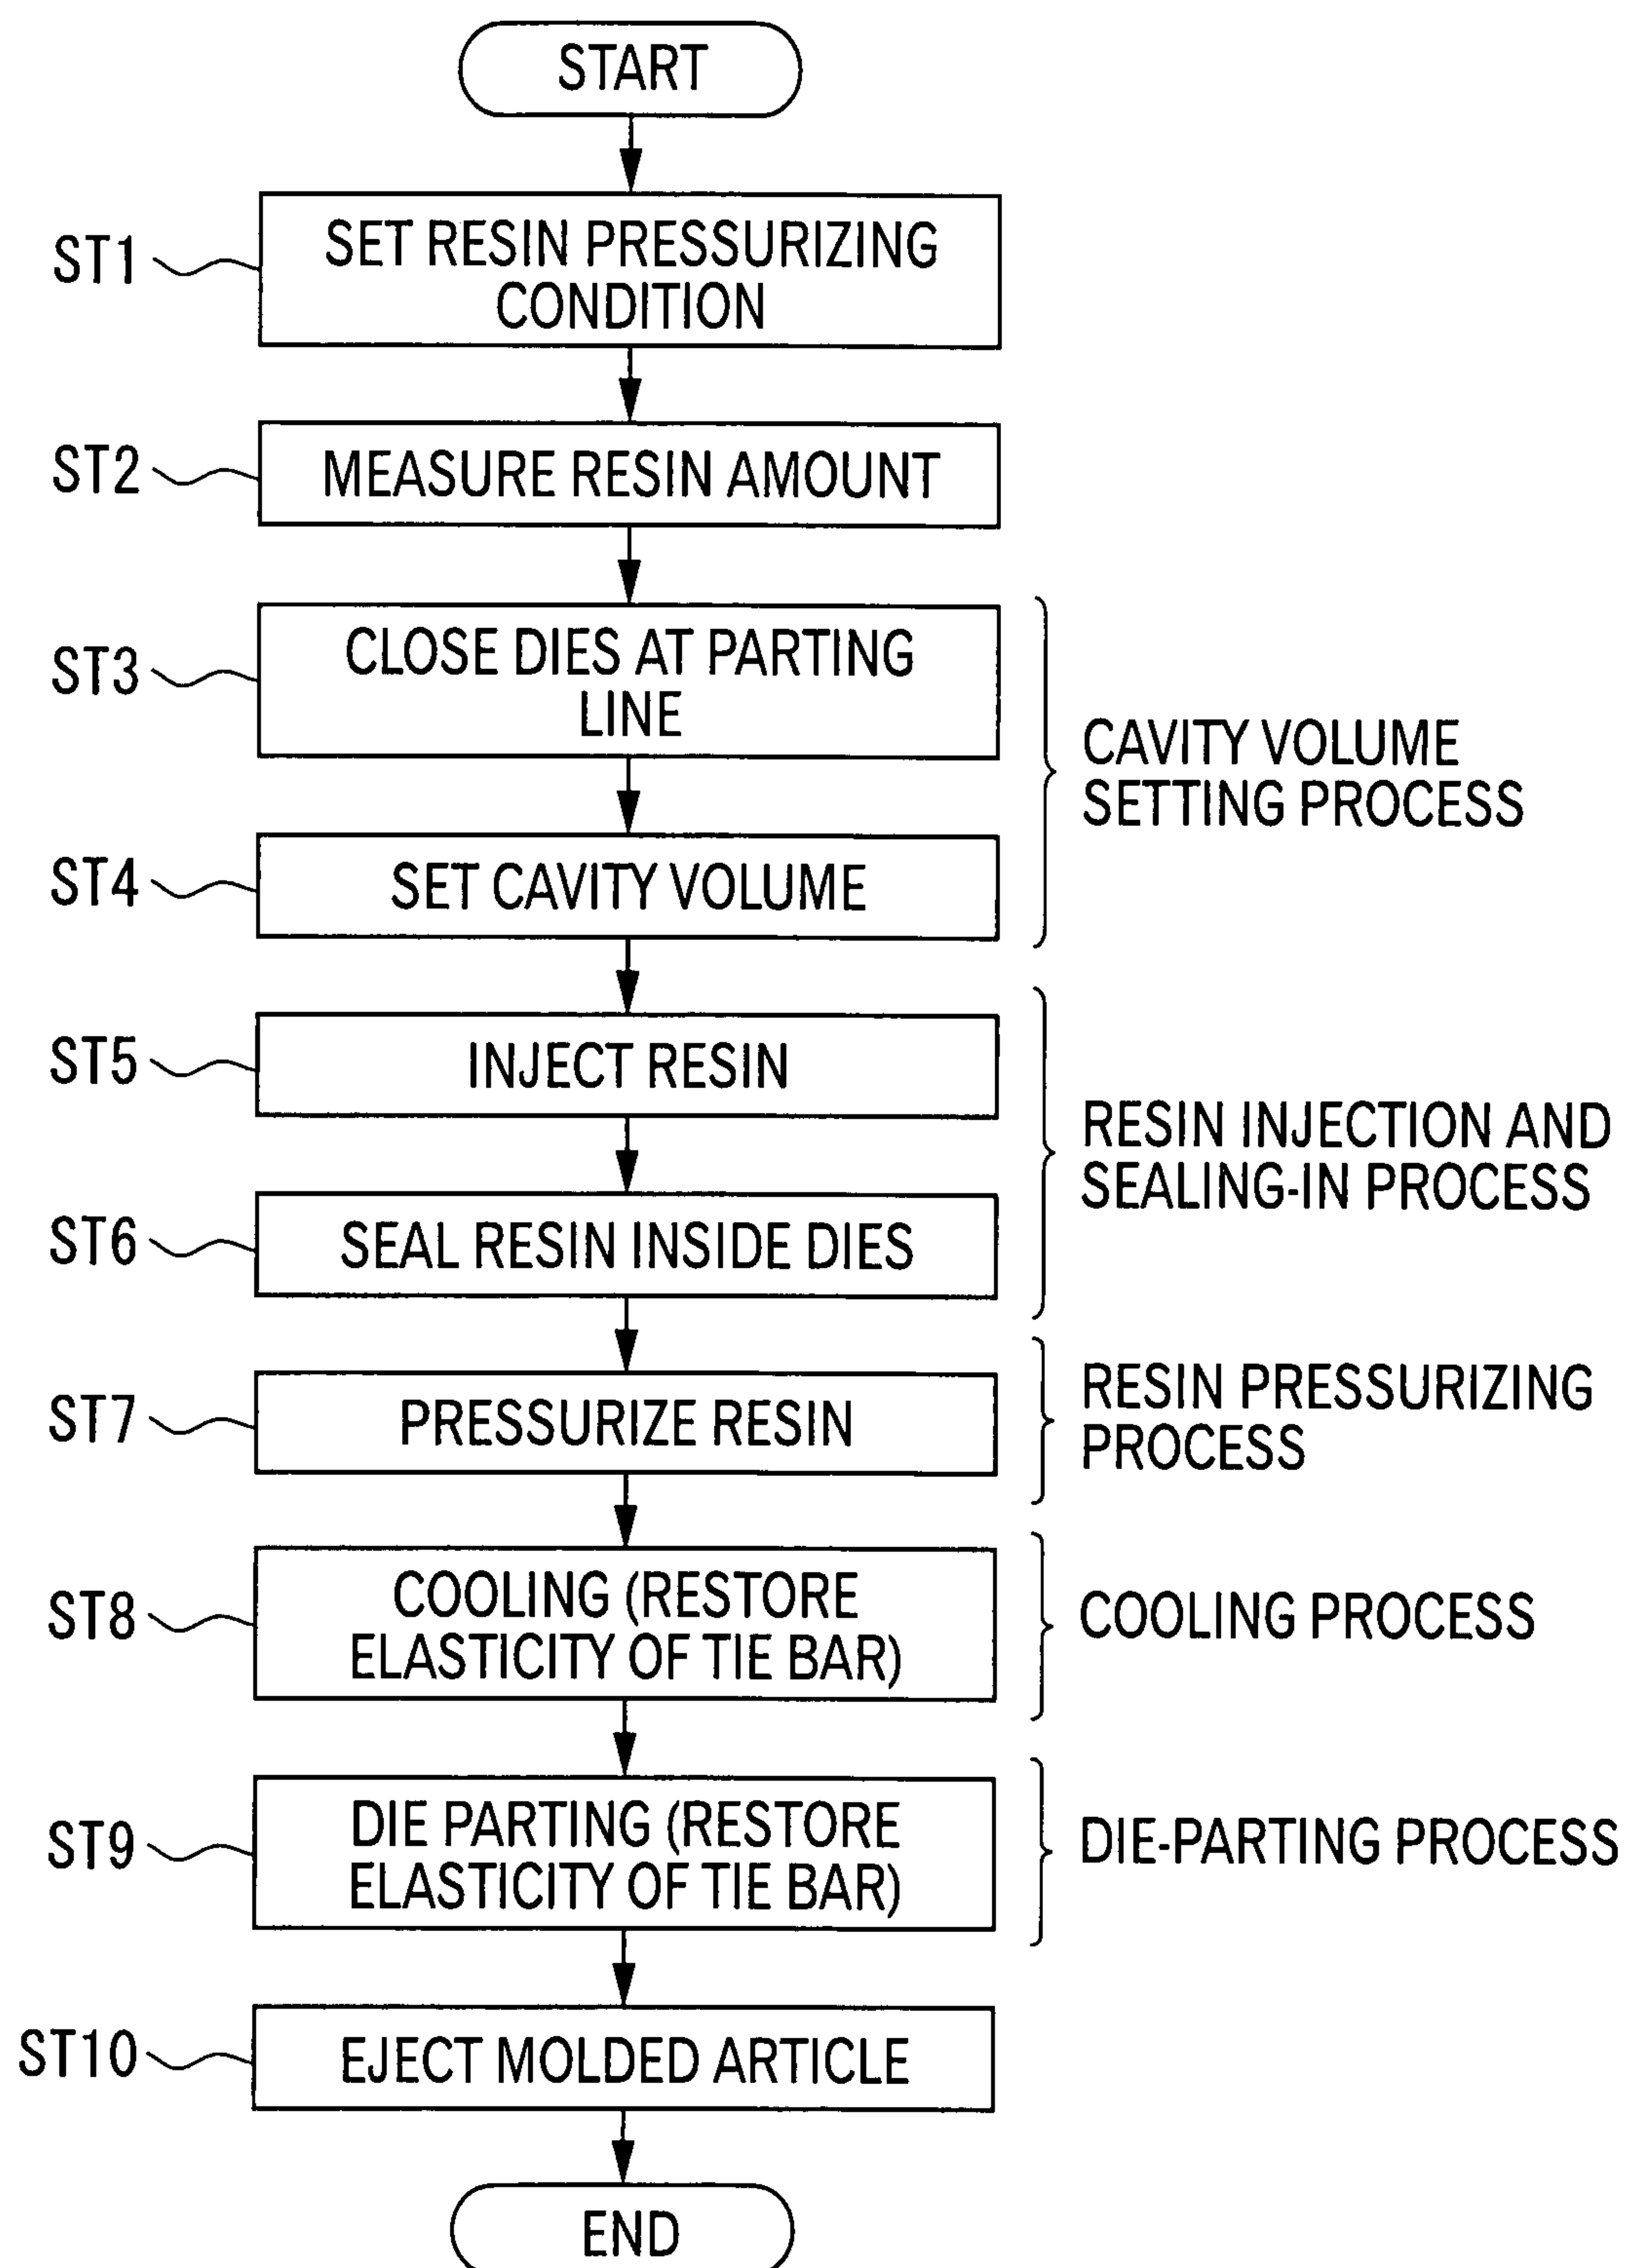 START
ST1
SET RESIN PRESSURIZING
CONDITION
ST2
MEASURE RESIN AMOUNT
ST3
CLOSE DIES AT PARTING
LINE
ST4
SET CAVITY VOLUME
CAVITY VOLUME
SETTING PROCESS
ST5
INJECT RESIN
ST6
SEAL RESIN INSIDE DIES
RESIN INJECTION AND
SEALING-IN PROCESS
ST7
PRESSURIZE RESIN
RESIN PRESSURIZING
PROCESS
ST8
COOLING (RESTORE
ELASTICITY OF TIE BAR)
COOLING PROCESS
ST9
DIE PARTING (RESTORE
ELASTICITY OF TIE BAR)
DIE-PARTING PROCESS
ST10
EJECT MOLDED ARTICLE
END